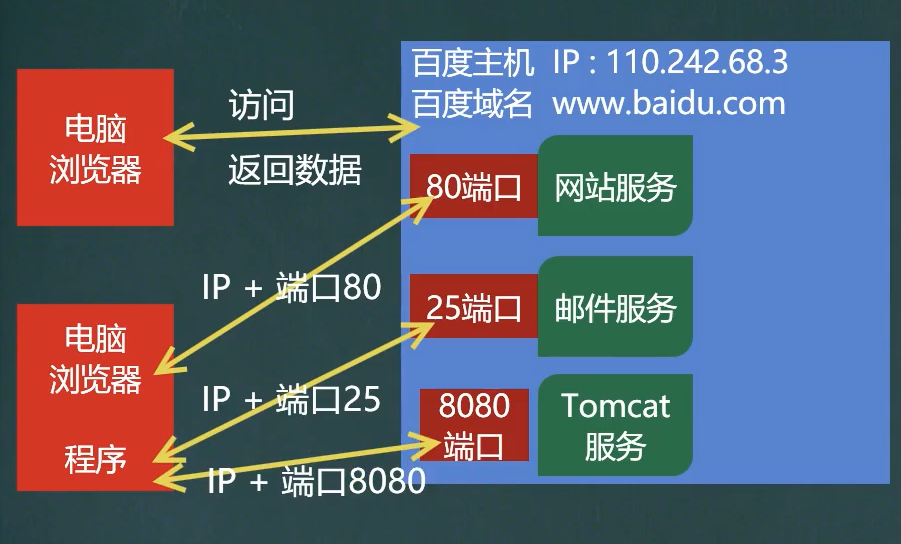 电脑
浏览器
访问
返回数据
百度主机 IP : 110.242.68.3
百度域名 www.baidu.com
80端口
网站服务
IP + 端口80
25端口
邮件服务
电脑
浏览器
程序
IP + 端口25
8080
端口
Tomcat
服务
IP + 端口8080